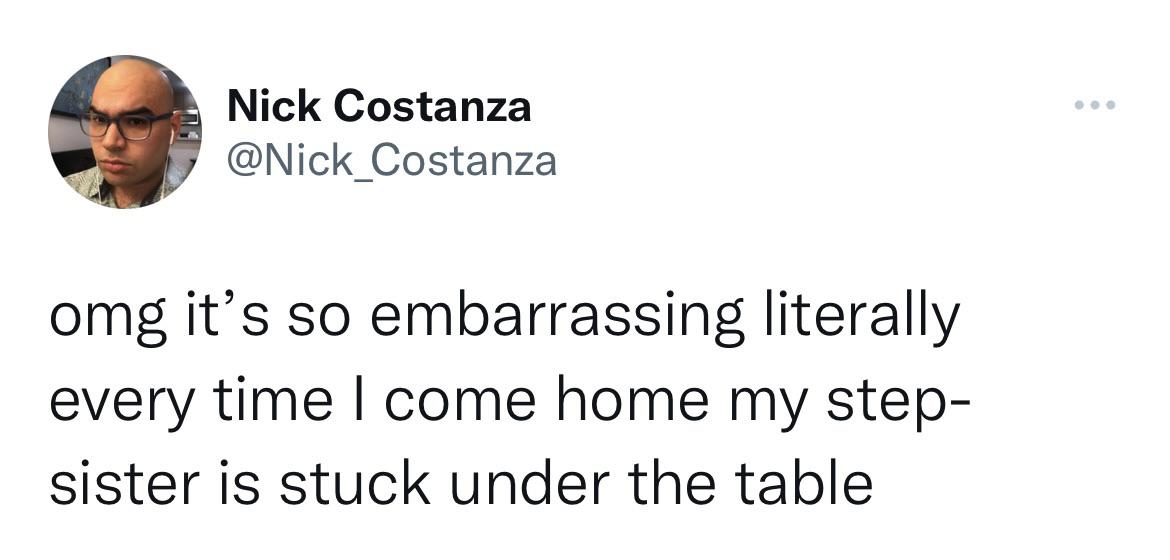 Nick Costanza
@Nick_Costanza
omg it’s so embarrassing literally
every time I come home my step-
sister is stuck under the table